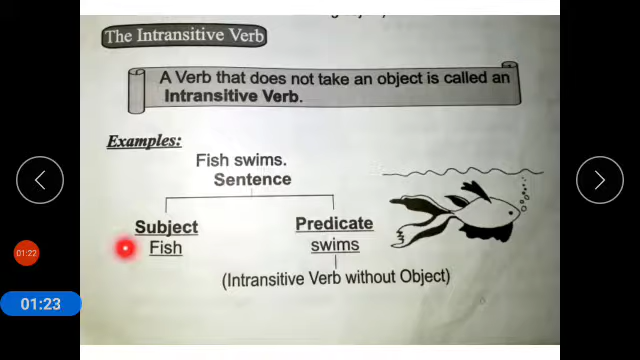 The Intransitive Verb
A Verb that does not take an object is called an
Intransitive Verb.
Examples:
Fish swims.
Sentence
Subject Predicate
Fish swims
(Intransitive Verb without Object)
01:22
01:23